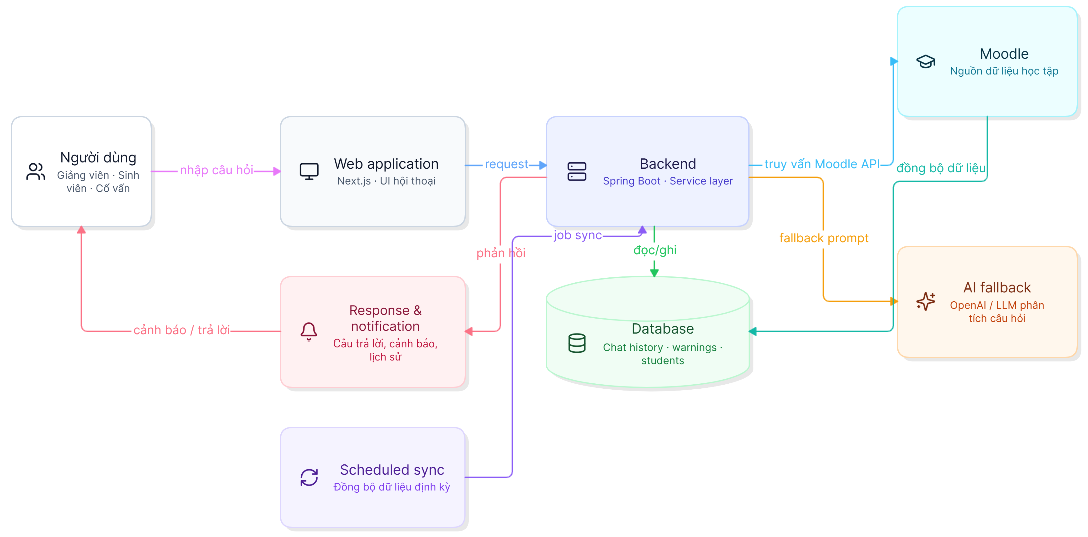 Moodle
Nguồn dữ liệu học tập
Người dùng
Giảng viên · Sinh
viên · Cố vấn
nhập câu hỏi
Web application
Next.js · UI hội thoại
request
Backend
Spring Boot · Service layer
truy vấn Moodle API
đồng bộ dữ liệu
job sync
phản hồi
đọc/ghi
fallback prompt
AI fallback
OpenAI / LLM phân
tích câu hỏi
Response &
notification
Câu trả lời, cảnh báo,
lịch sử
cảnh báo / trả lời
Database
Chat history · warnings ·
students
Scheduled sync
Đồng bộ dữ liệu định kỳ